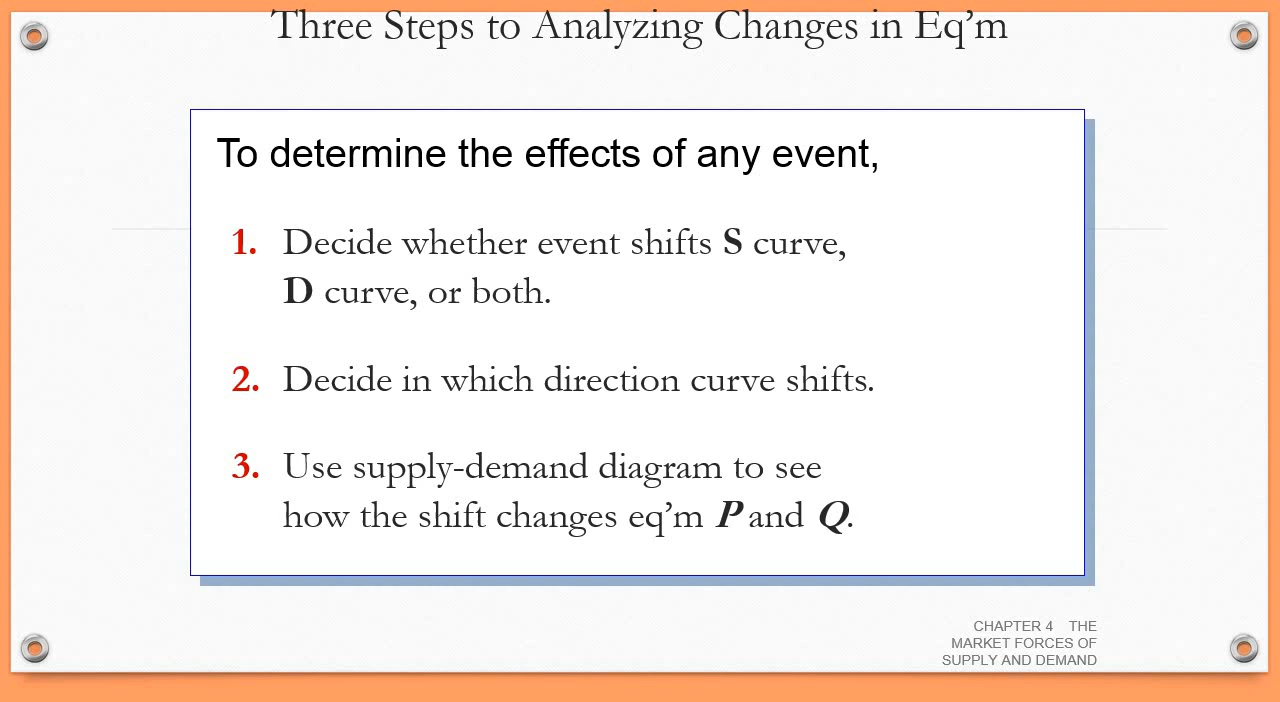 Three Steps to Analyzing Changes in Eq’m
To determine the effects of any event,
1. Decide whether event shifts S curve,
D curve, or both.
2. Decide in which direction curve shifts.
3. Use supply-demand diagram to see
how the shift changes eq’m P and Q.
CHAPTER 4 THE
MARKET FORCES OF
SUPPLY AND DEMAND